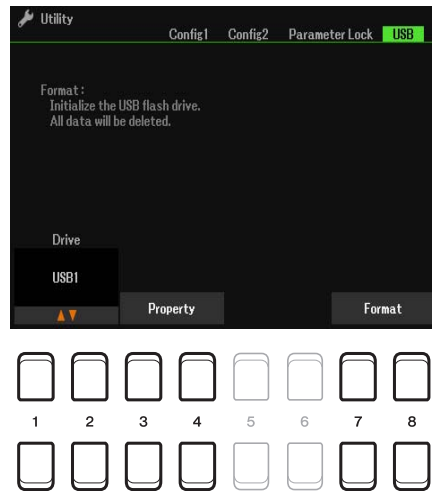 Utility
Config1 Config2 Parameter Lock USB
Format:
Initialize the USB flash drive.
All data will be deleted.
Drive
USB1
Property Format
1 2 3 4 5 6 7 8